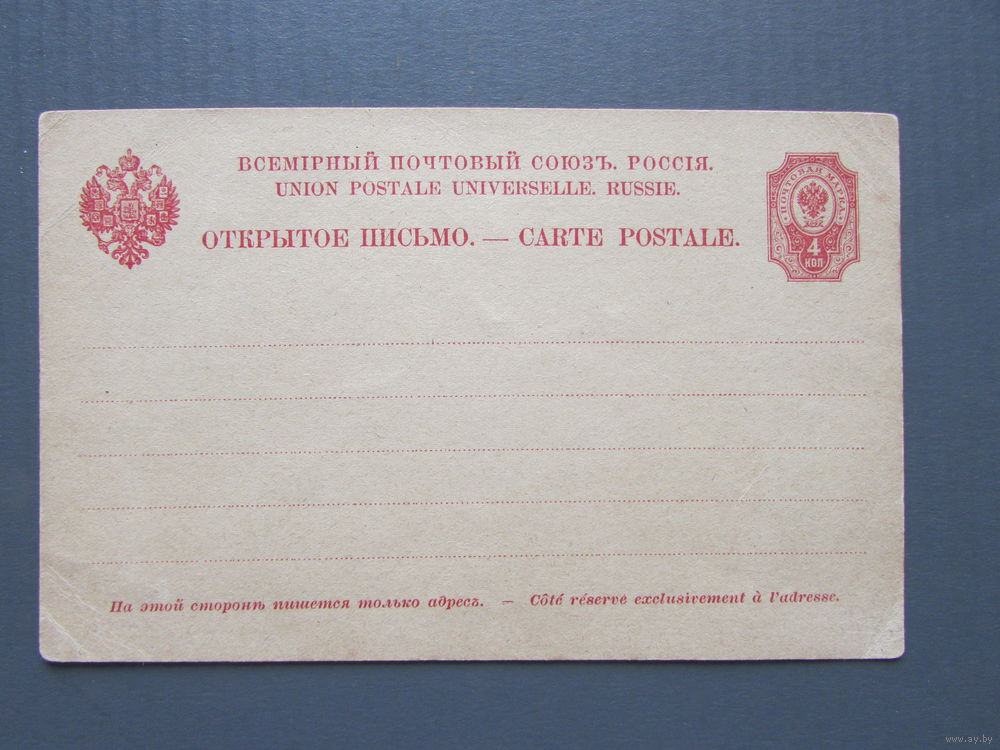 ВСЕМІРНЫЙ ПОЧТОВЫЙ СОЮЗЪ. РОССІЯ.
UNION POSTALE UNIVERSELLE. RUSSIE.
ОТКРЫТОЕ ПИСЬМО. — CARTE POSTALE.
ПОЧТОВАЯ МАРКА
4
КОП
На этой сторонѣ пишется только адресъ. — Côté réservé exclusivement à l'adresse.
www.ay.by